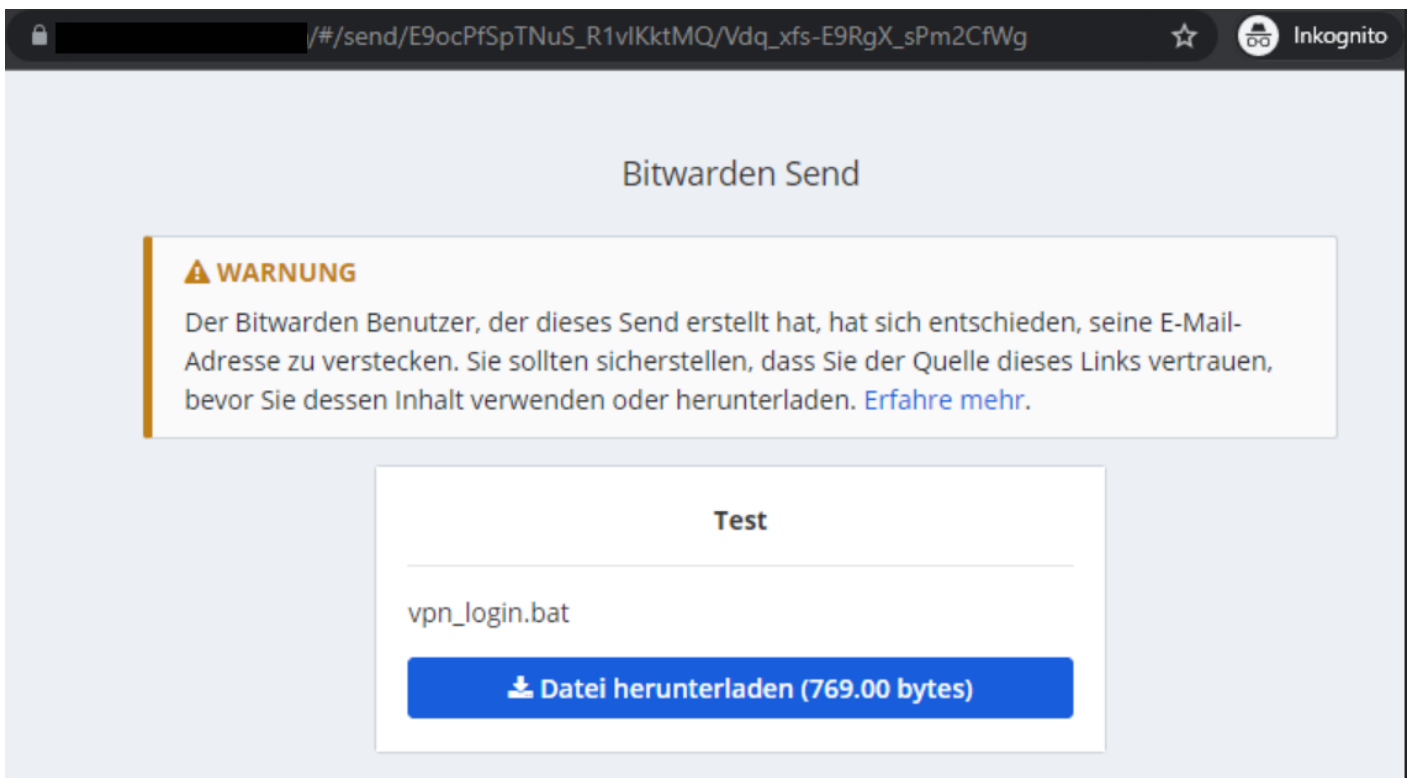 /#/send/E9ocPfSpTNuS_R1vIKktMQ/Vdq_xfs-E9RgX_sPm2CfWg
Inkognito
Bitwarden Send
WARNUNG
Der Bitwarden Benutzer, der dieses Send erstellt hat, hat sich entschieden, seine E-Mail-
Adresse zu verstecken. Sie sollten sicherstellen, dass Sie der Quelle dieses Links vertrauen,
bevor Sie dessen Inhalt verwenden oder herunterladen. Erfahre mehr.
Test
vpn_login.bat
Datei herunterladen (769.00 bytes)